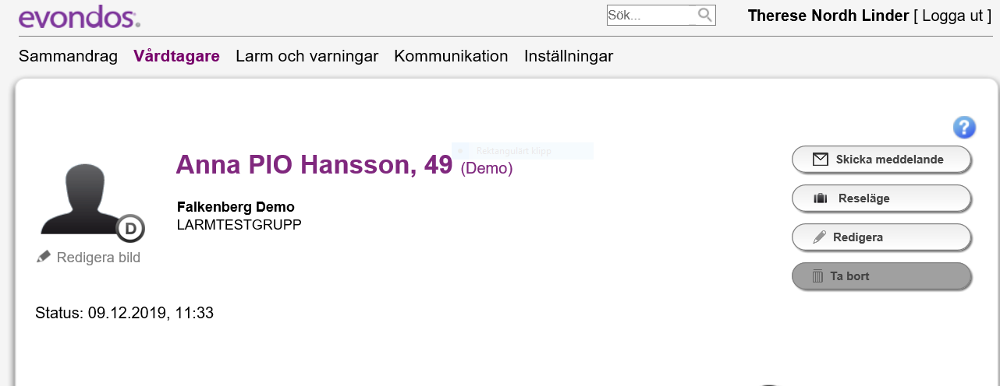 evondos.
Sök...
Therese Nordh Linder [ Logga ut ]
Sammandrag Vårdtagare Larm och varningar Kommunikation Inställningar
?
Rektangulärt klipp
Anna PIO Hansson, 49 (Demo)
Skicka meddelande
Falkenberg Demo
Reseläge
LARMTESTGRUPP
D
Redigera
Redigera bild
Ta bort
Status: 09.12.2019, 11:33